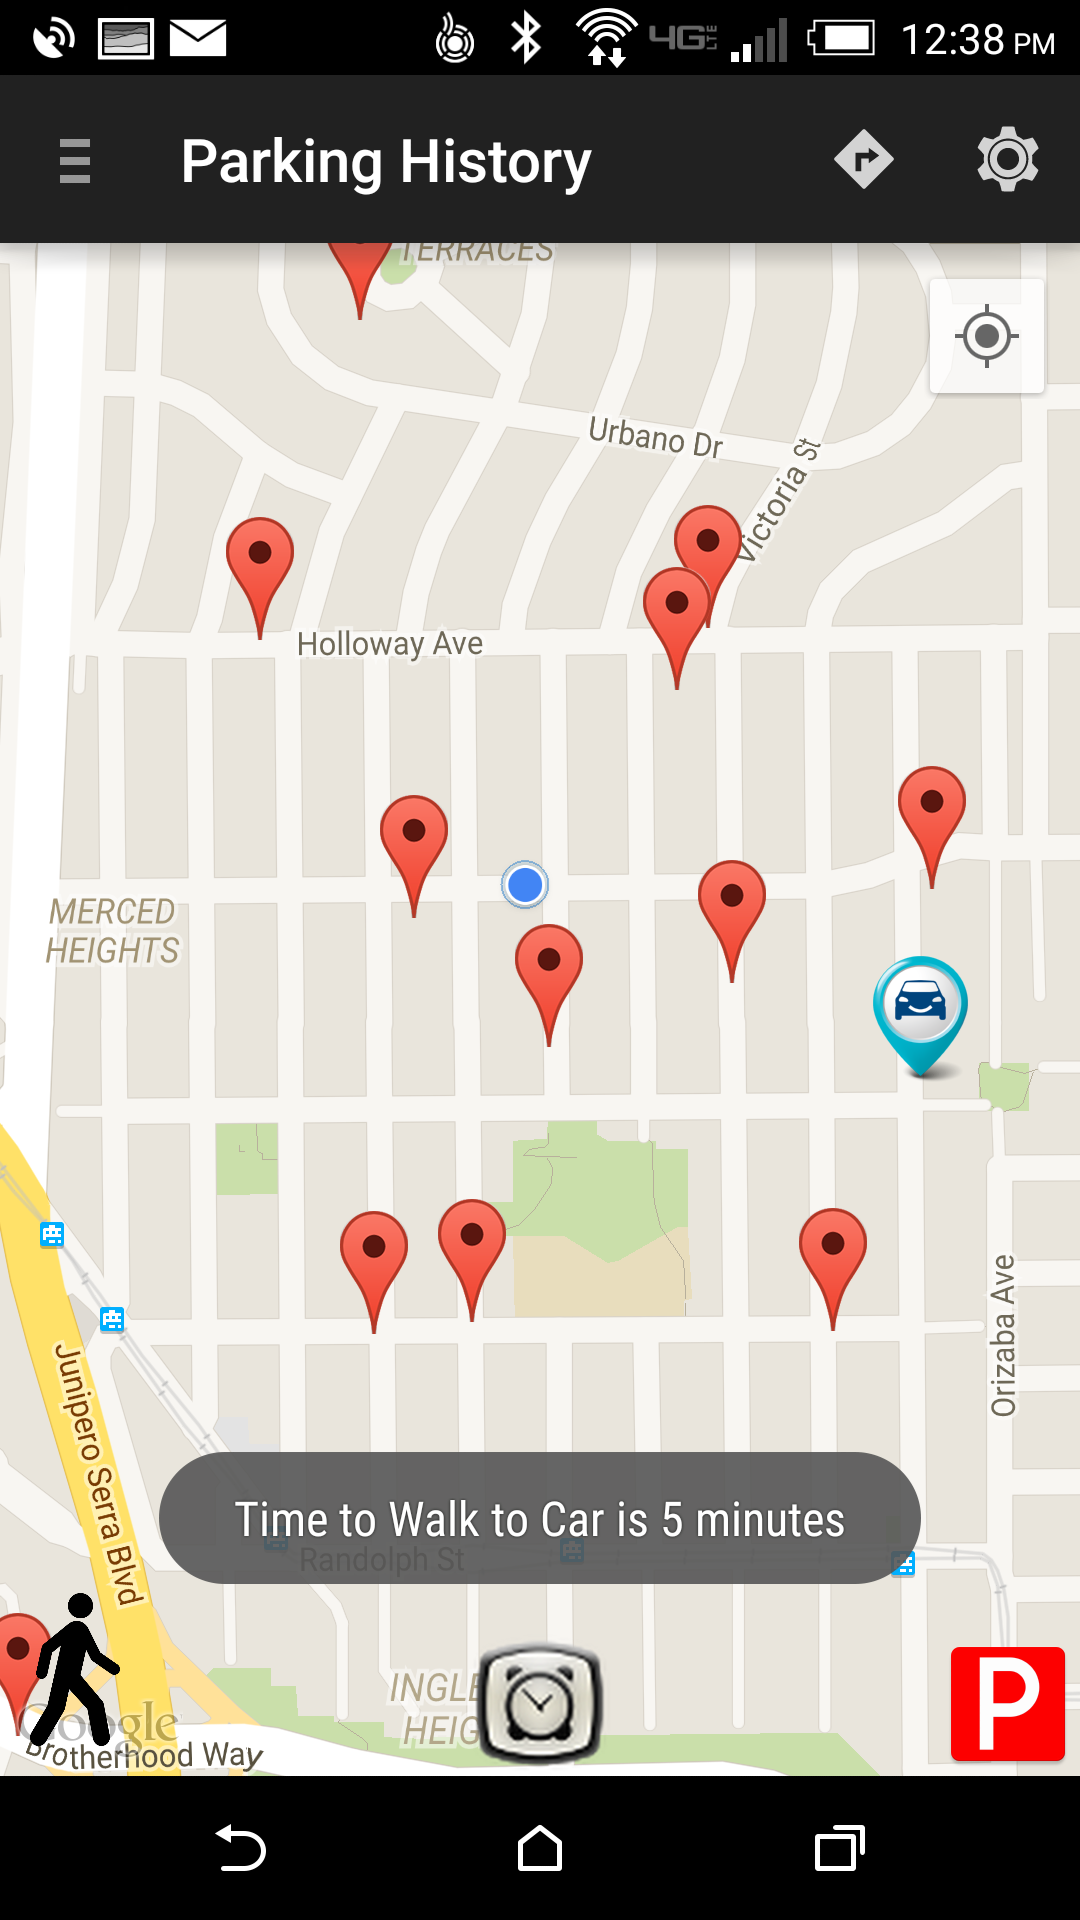 4G LTE
12:38 PM
Parking History
TERRACES
Urbano Dr
Victoria St
Holloway Ave
MERCED
HEIGHTS
Orizaba Ave
Junipero Serra Blvd
Time to Walk to Car is 5 minutes
Randolph St
INGLE
HEIG
P
Google
Brotherhood Way